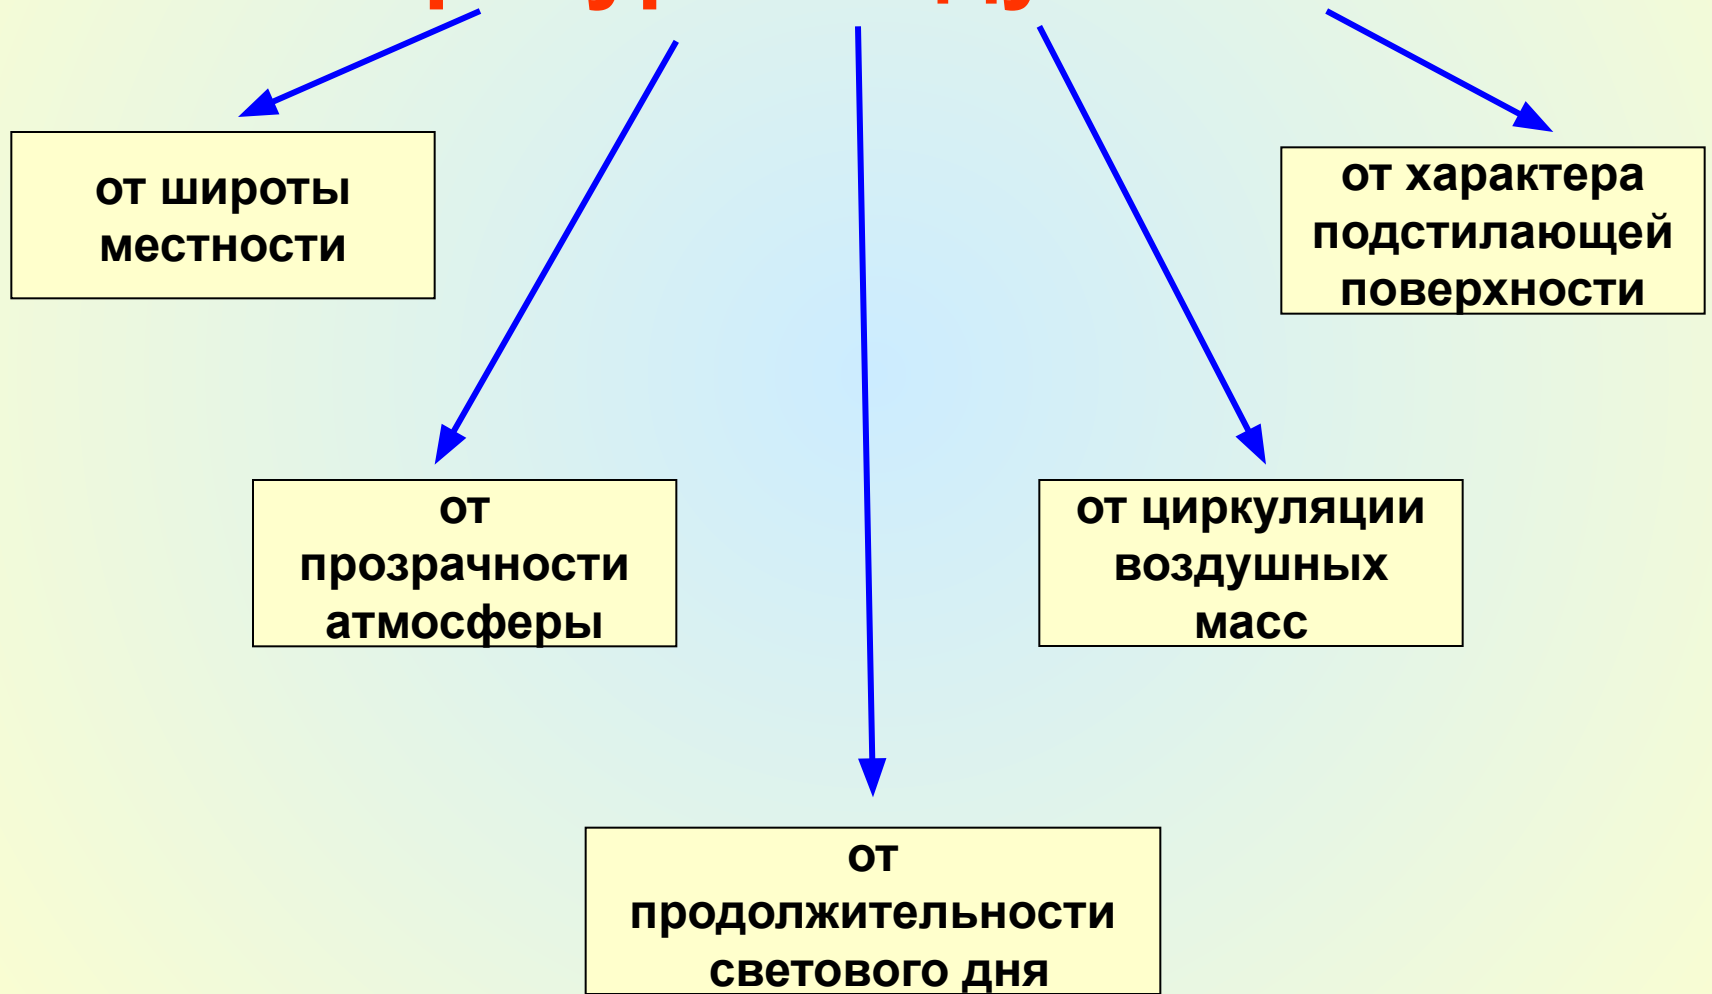 от широты
местности
от характера
подстилающей
поверхности
от
прозрачности
атмосферы
от циркуляции
воздушных
масс
от
продолжительности
светового дня